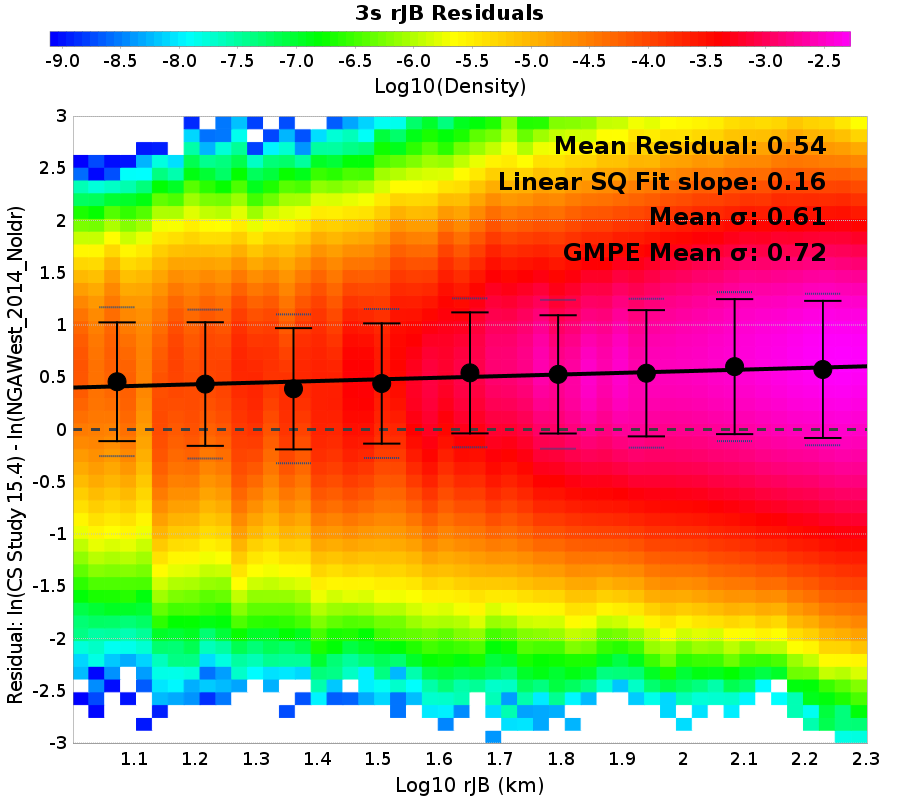 3s rJB Residuals
-9.0 -8.5 -8.0 -7.5 -7.0 -6.5 -6.0 -5.5 -5.0 -4.5 -4.0 -3.5 -3.0 -2.5
Log10(Density)
Mean Residual: 0.54
Linear SQ Fit slope: 0.16
Mean σ: 0.61
GMPE Mean σ: 0.72
Residual: ln(CS Study 15.4) - ln(NGAWest_2014_NoIdr)
3
2.5
2
1.5
1
0.5
0
-0.5
-1
-1.5
-2
-2.5
-3
1.1 1.2 1.3 1.4 1.5 1.6 1.7 1.8 1.9 2 2.1 2.2 2.3
Log10 rJB (km)